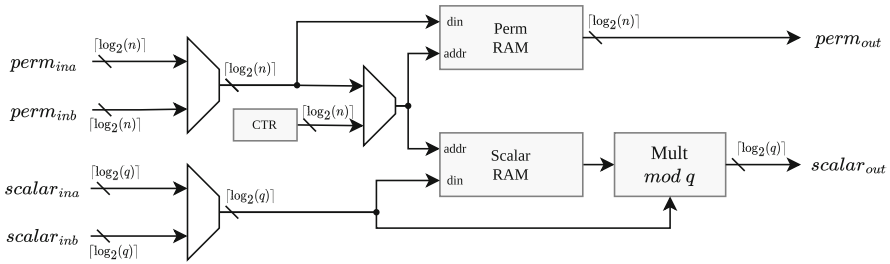 ⌈log₂(n)⌉
din
Perm
RAM
perm_out
perm_ina
⌈log₂(n)⌉
addr
⌈log₂(n)⌉
perm_inb
⌈log₂(n)⌉
CTR
⌈log₂(n)⌉
addr
Scalar
RAM
din
Mult
mod q
⌈log₂(q)⌉
scalar_out
⌈log₂(q)⌉
scalar_ina
⌈log₂(q)⌉
scalar_inb
⌈log₂(q)⌉